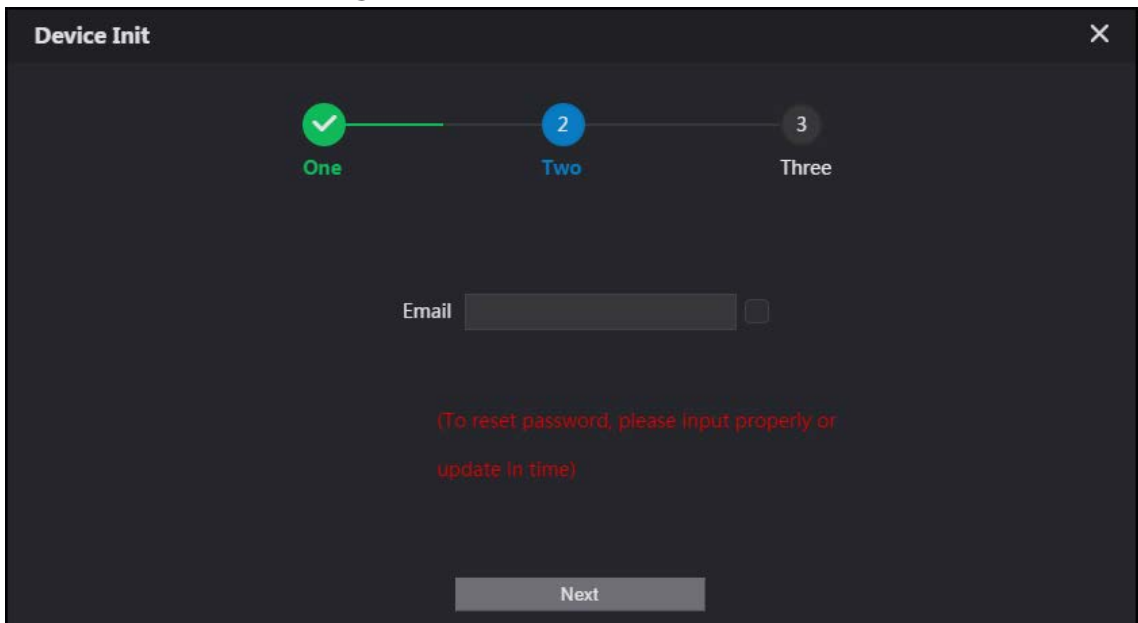 Device Init
2
3
One
Two
Three
Email
(To reset password, please input properly or
update in time)
Next